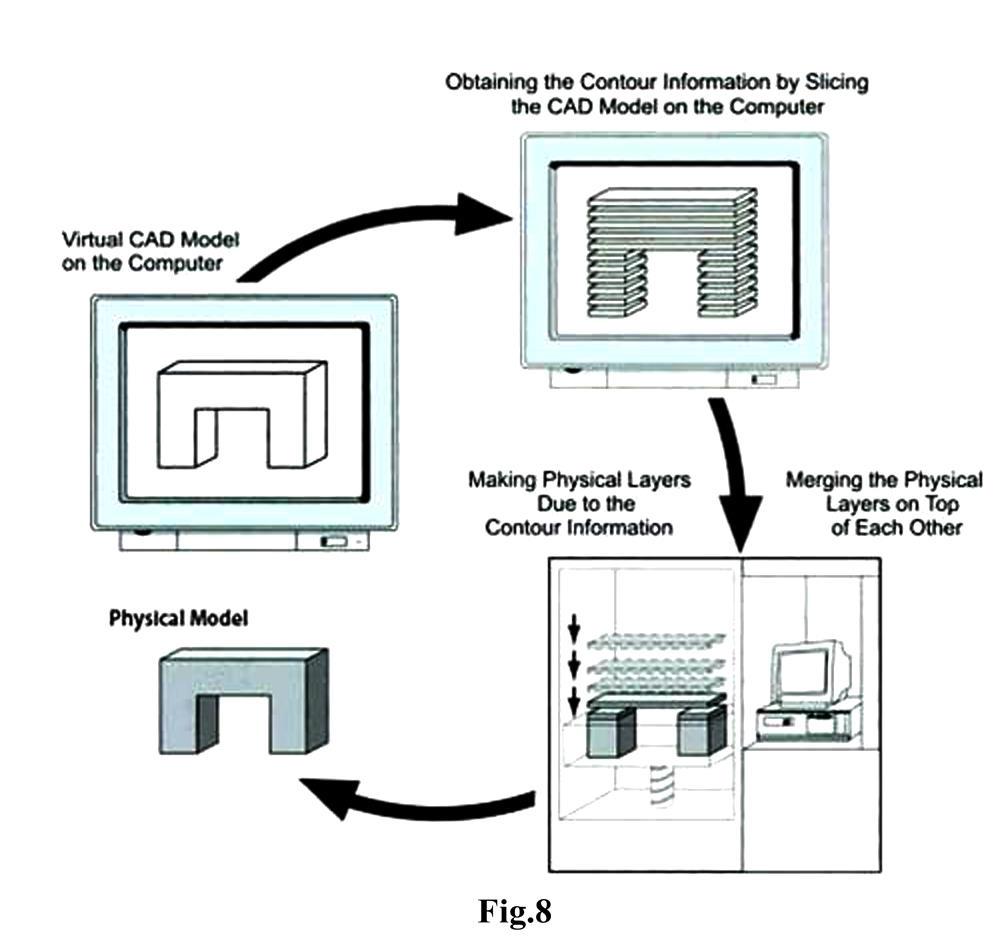 Obtaining the Contour Information by Slicing
the CAD Model on the Computer
Virtual CAD Model
on the Computer
Making Physical Layers
Due to the
Contour Information
Merging the Physical
Layers on Top
of Each Other
Physical Model
Fig.8